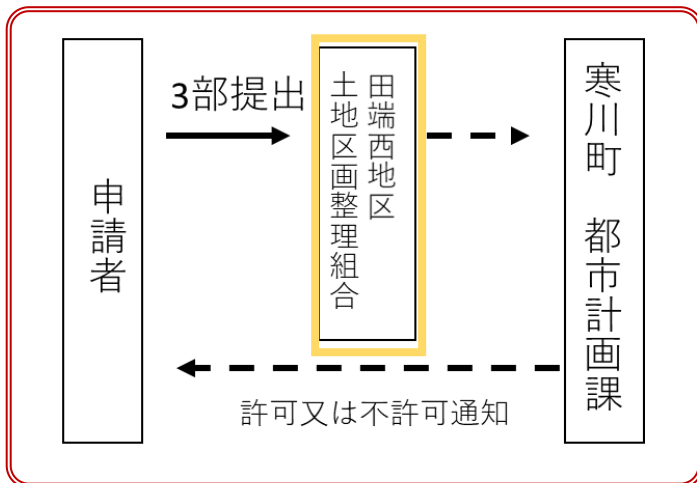 申請者
3部提出
田端西地区
土地区画整理組合
寒川町　都市計画課
許可又は不許可通知